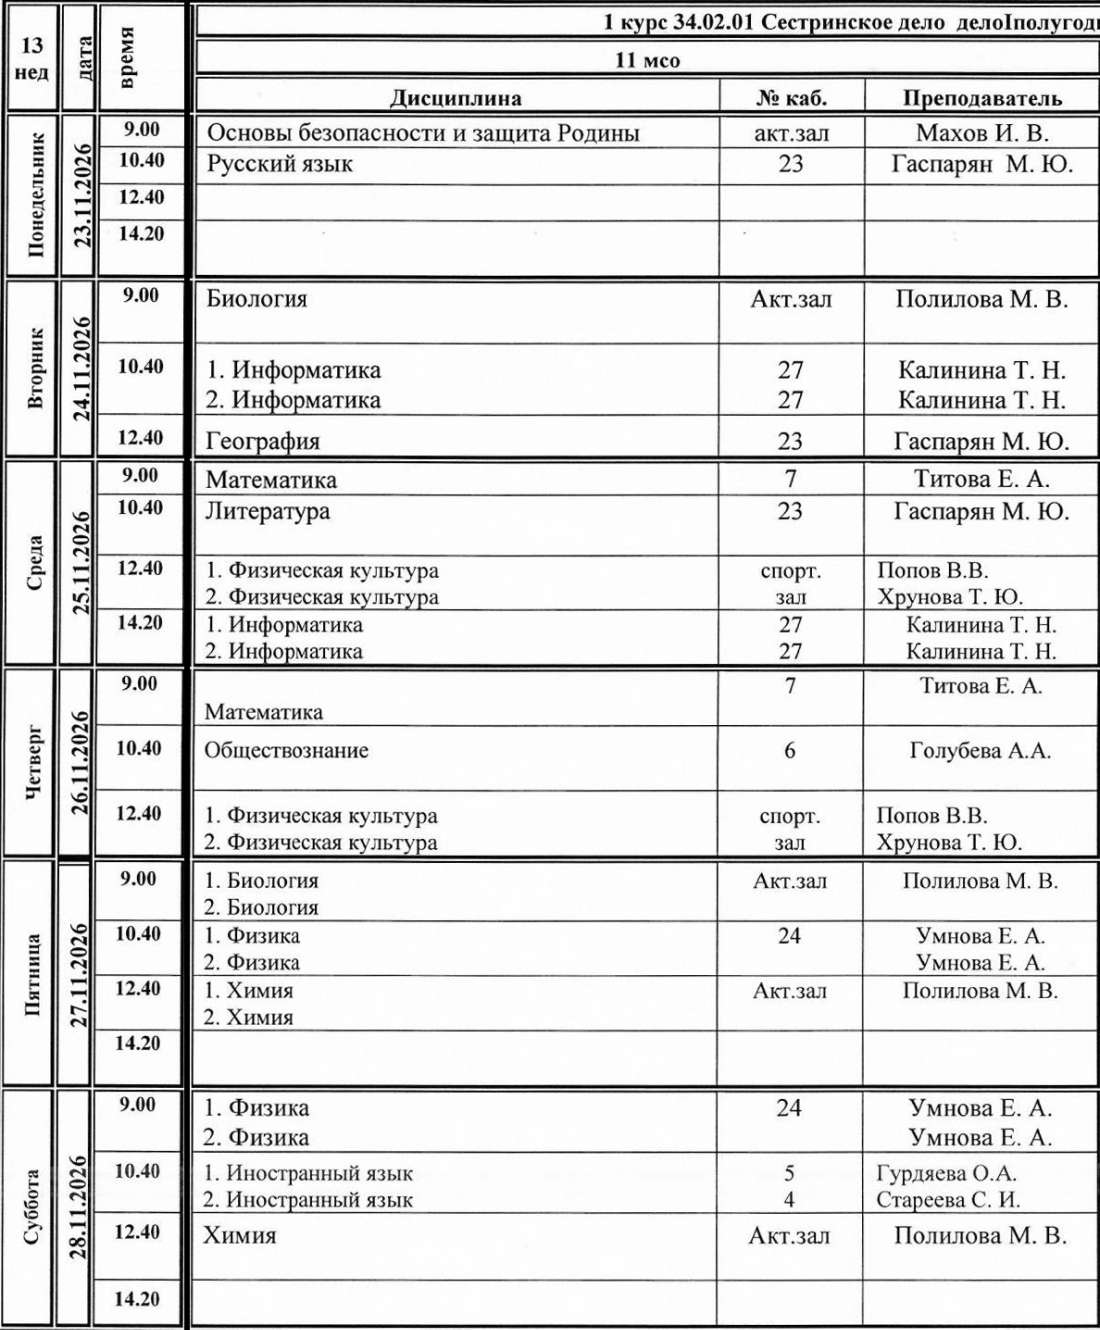 1 курс 34.02.01 Сестринское дело делоIполугоди
13 нед дата время
11 мсо
Дисциплина № каб. Преподаватель
Понедельник 23.11.2026
9.00 Основы безопасности и защита Родины акт.зал Махов И. В.
10.40 Русский язык 23 Гаспарян М. Ю.
12.40
14.20
Вторник 24.11.2026
9.00 Биология Акт.зал Полилова М. В.
10.40 1. Информатика 27 Калинина Т. Н.
2. Информатика 27 Калинина Т. Н.
12.40 География 23 Гаспарян М. Ю.
Среда 25.11.2026
9.00 Математика 7 Титова Е. А.
10.40 Литература 23 Гаспарян М. Ю.
12.40 1. Физическая культура спорт. Попов В.В.
2. Физическая культура зал Хрунова Т. Ю.
14.20 1. Информатика 27 Калинина Т. Н.
2. Информатика 27 Калинина Т. Н.
Четверг 26.11.2026
9.00 7 Титова Е. А.
Математика
10.40 Обществознание 6 Голубева А.А.
12.40 1. Физическая культура спорт. Попов В.В.
2. Физическая культура зал Хрунова Т. Ю.
Пятница 27.11.2026
9.00 1. Биология Акт.зал Полилова М. В.
2. Биология
10.40 1. Физика 24 Умнова Е. А.
2. Физика Умнова Е. А.
12.40 1. Химия Акт.зал Полилова М. В.
2. Химия
14.20
Суббота 28.11.2026
9.00 1. Физика 24 Умнова Е. А.
2. Физика Умнова Е. А.
10.40 1. Иностранный язык 5 Гурдяева О.А.
2. Иностранный язык 4 Стареева С. И.
12.40 Химия Акт.зал Полилова М. В.
14.20